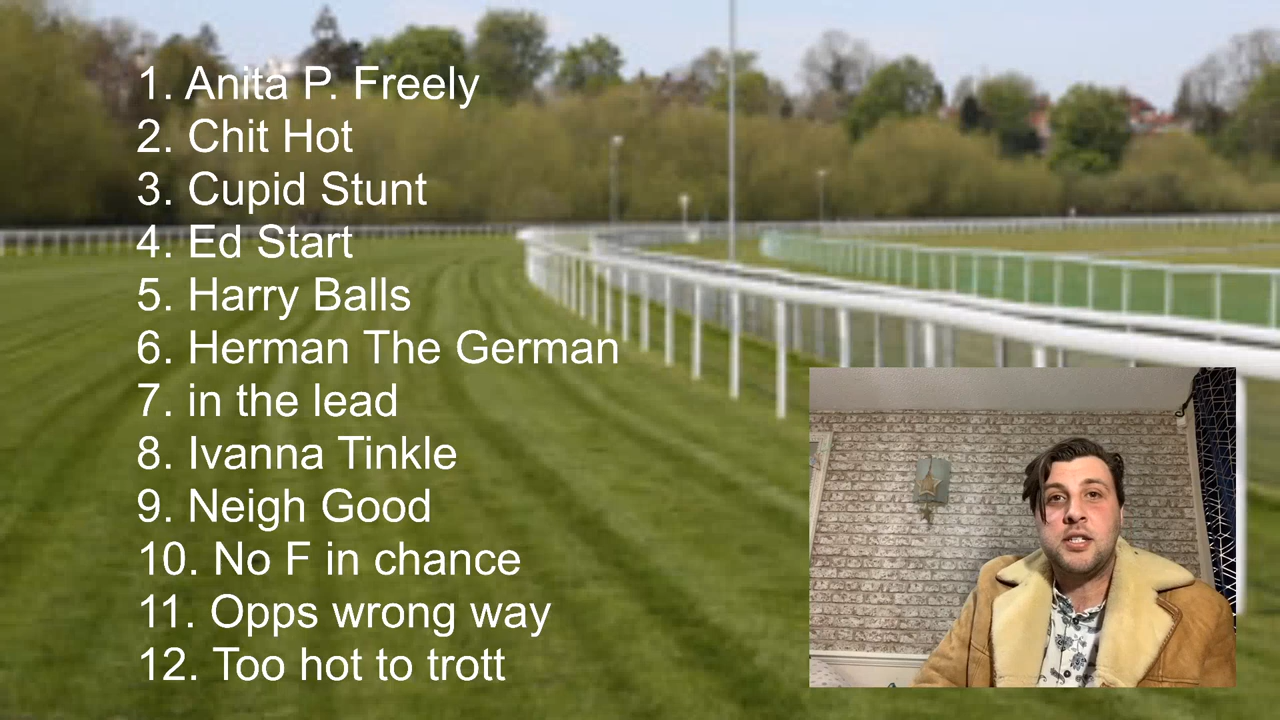 1. Anita P. Freely
2. Chit Hot
3. Cupid Stunt
4. Ed Start
5. Harry Balls
6. Herman The German
7. in the lead
8. Ivanna Tinkle
9. Neigh Good
10. No F in chance
11. Opps wrong way
12. Too hot to trott